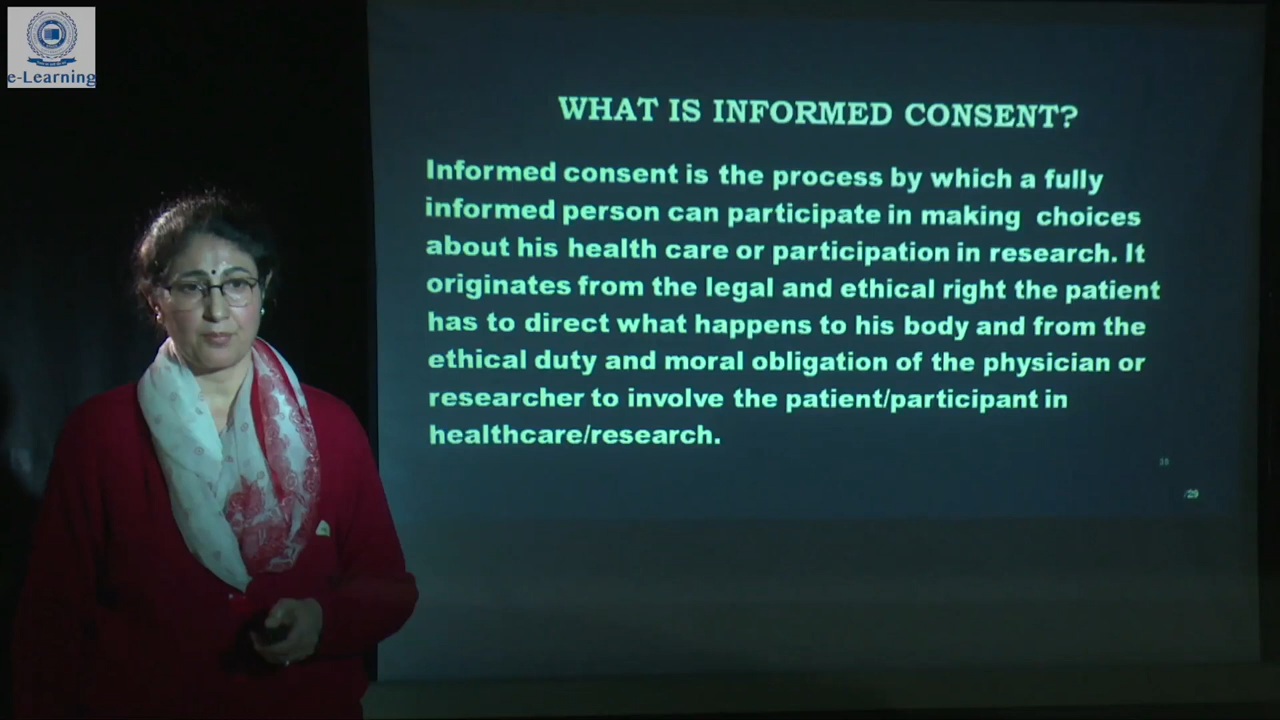 e-Learning
WHAT IS INFORMED CONSENT?
Informed consent is the process by which a fully
informed person can participate in making choices
about his health care or participation in research. It
originates from the legal and ethical right the patient
has to direct what happens to his body and from the
ethical duty and moral obligation of the physician or
researcher to involve the patient/participant in
healthcare/research.
/29